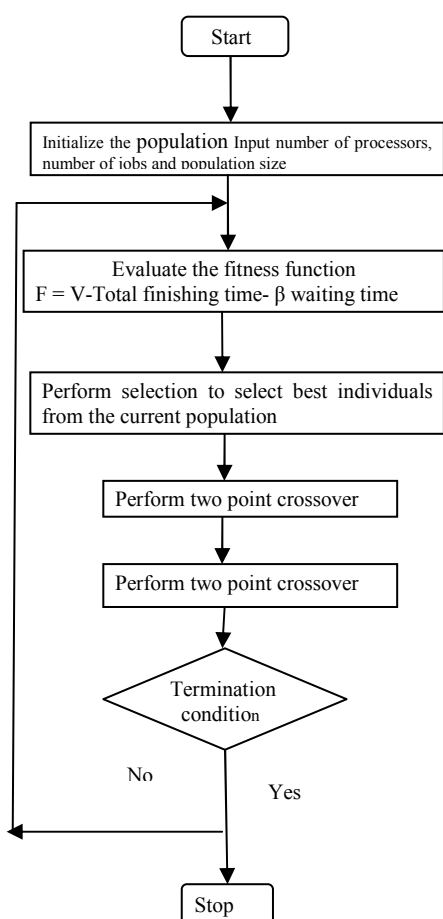 Start
Initialize the population Input number of processors,
number of jobs and population size
Evaluate the fitness function
F = V-Total finishing time- β waiting time
Perform selection to select best individuals
from the current population
Perform two point crossover
Perform two point crossover
Termination
condition
No
Yes
Stop